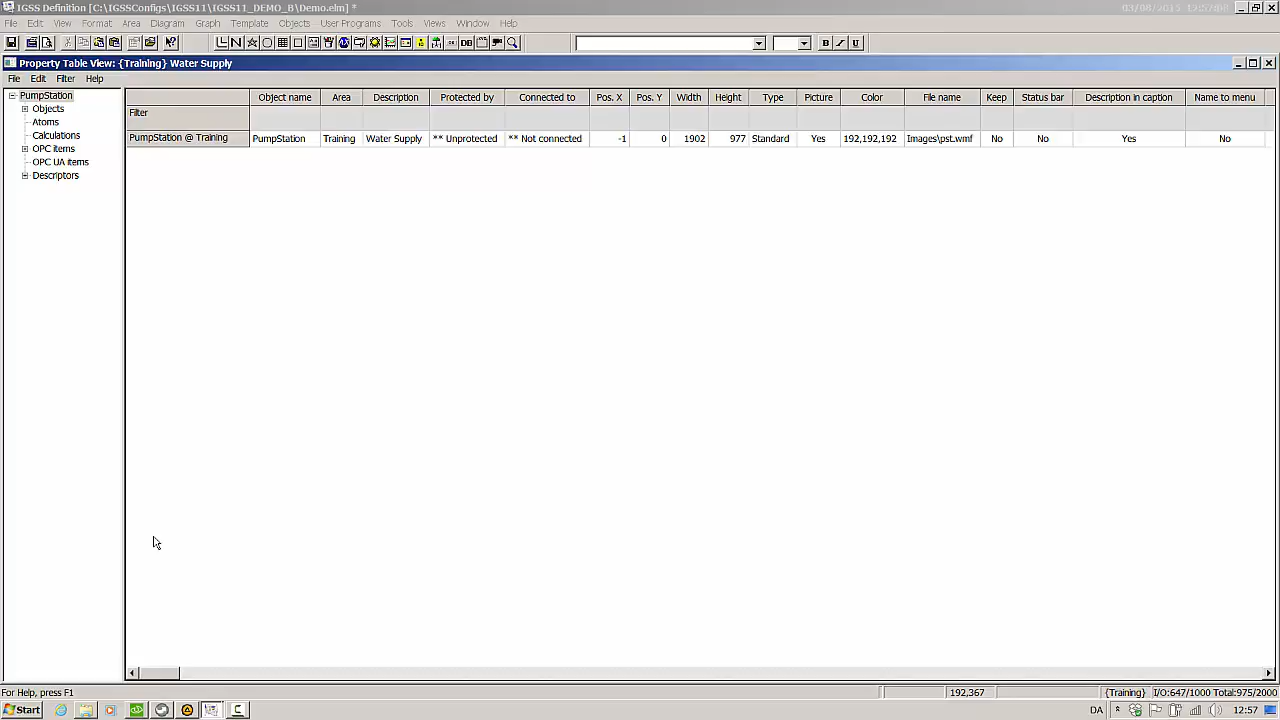 IGSS Definition [C:\IGSSConfigs\IGSS11\IGSS11_DEMO_B\Demo.elm] *
File Edit View Format Area Diagram Graph Template Objects User Programs Tools Views Window Help
B I U
Property Table View: {Training} Water Supply
File Edit Filter Help
PumpStation
Objects
Atoms
Calculations
OPC items
OPC UA items
Descriptors
Object name Area Description Protected by Connected to Pos. X Pos. Y Width Height Type Picture Color File name Keep Status bar Description in caption Name to menu
Filter
PumpStation @ Training PumpStation Training Water Supply ** Unprotected ** Not connected -1 0 1902 977 Standard Yes 192,192,192 Images\pst.wmf No No Yes No
For Help, press F1 192,367 {Training} I/O:647/1000 Total:975/2000
Start DA 12:57